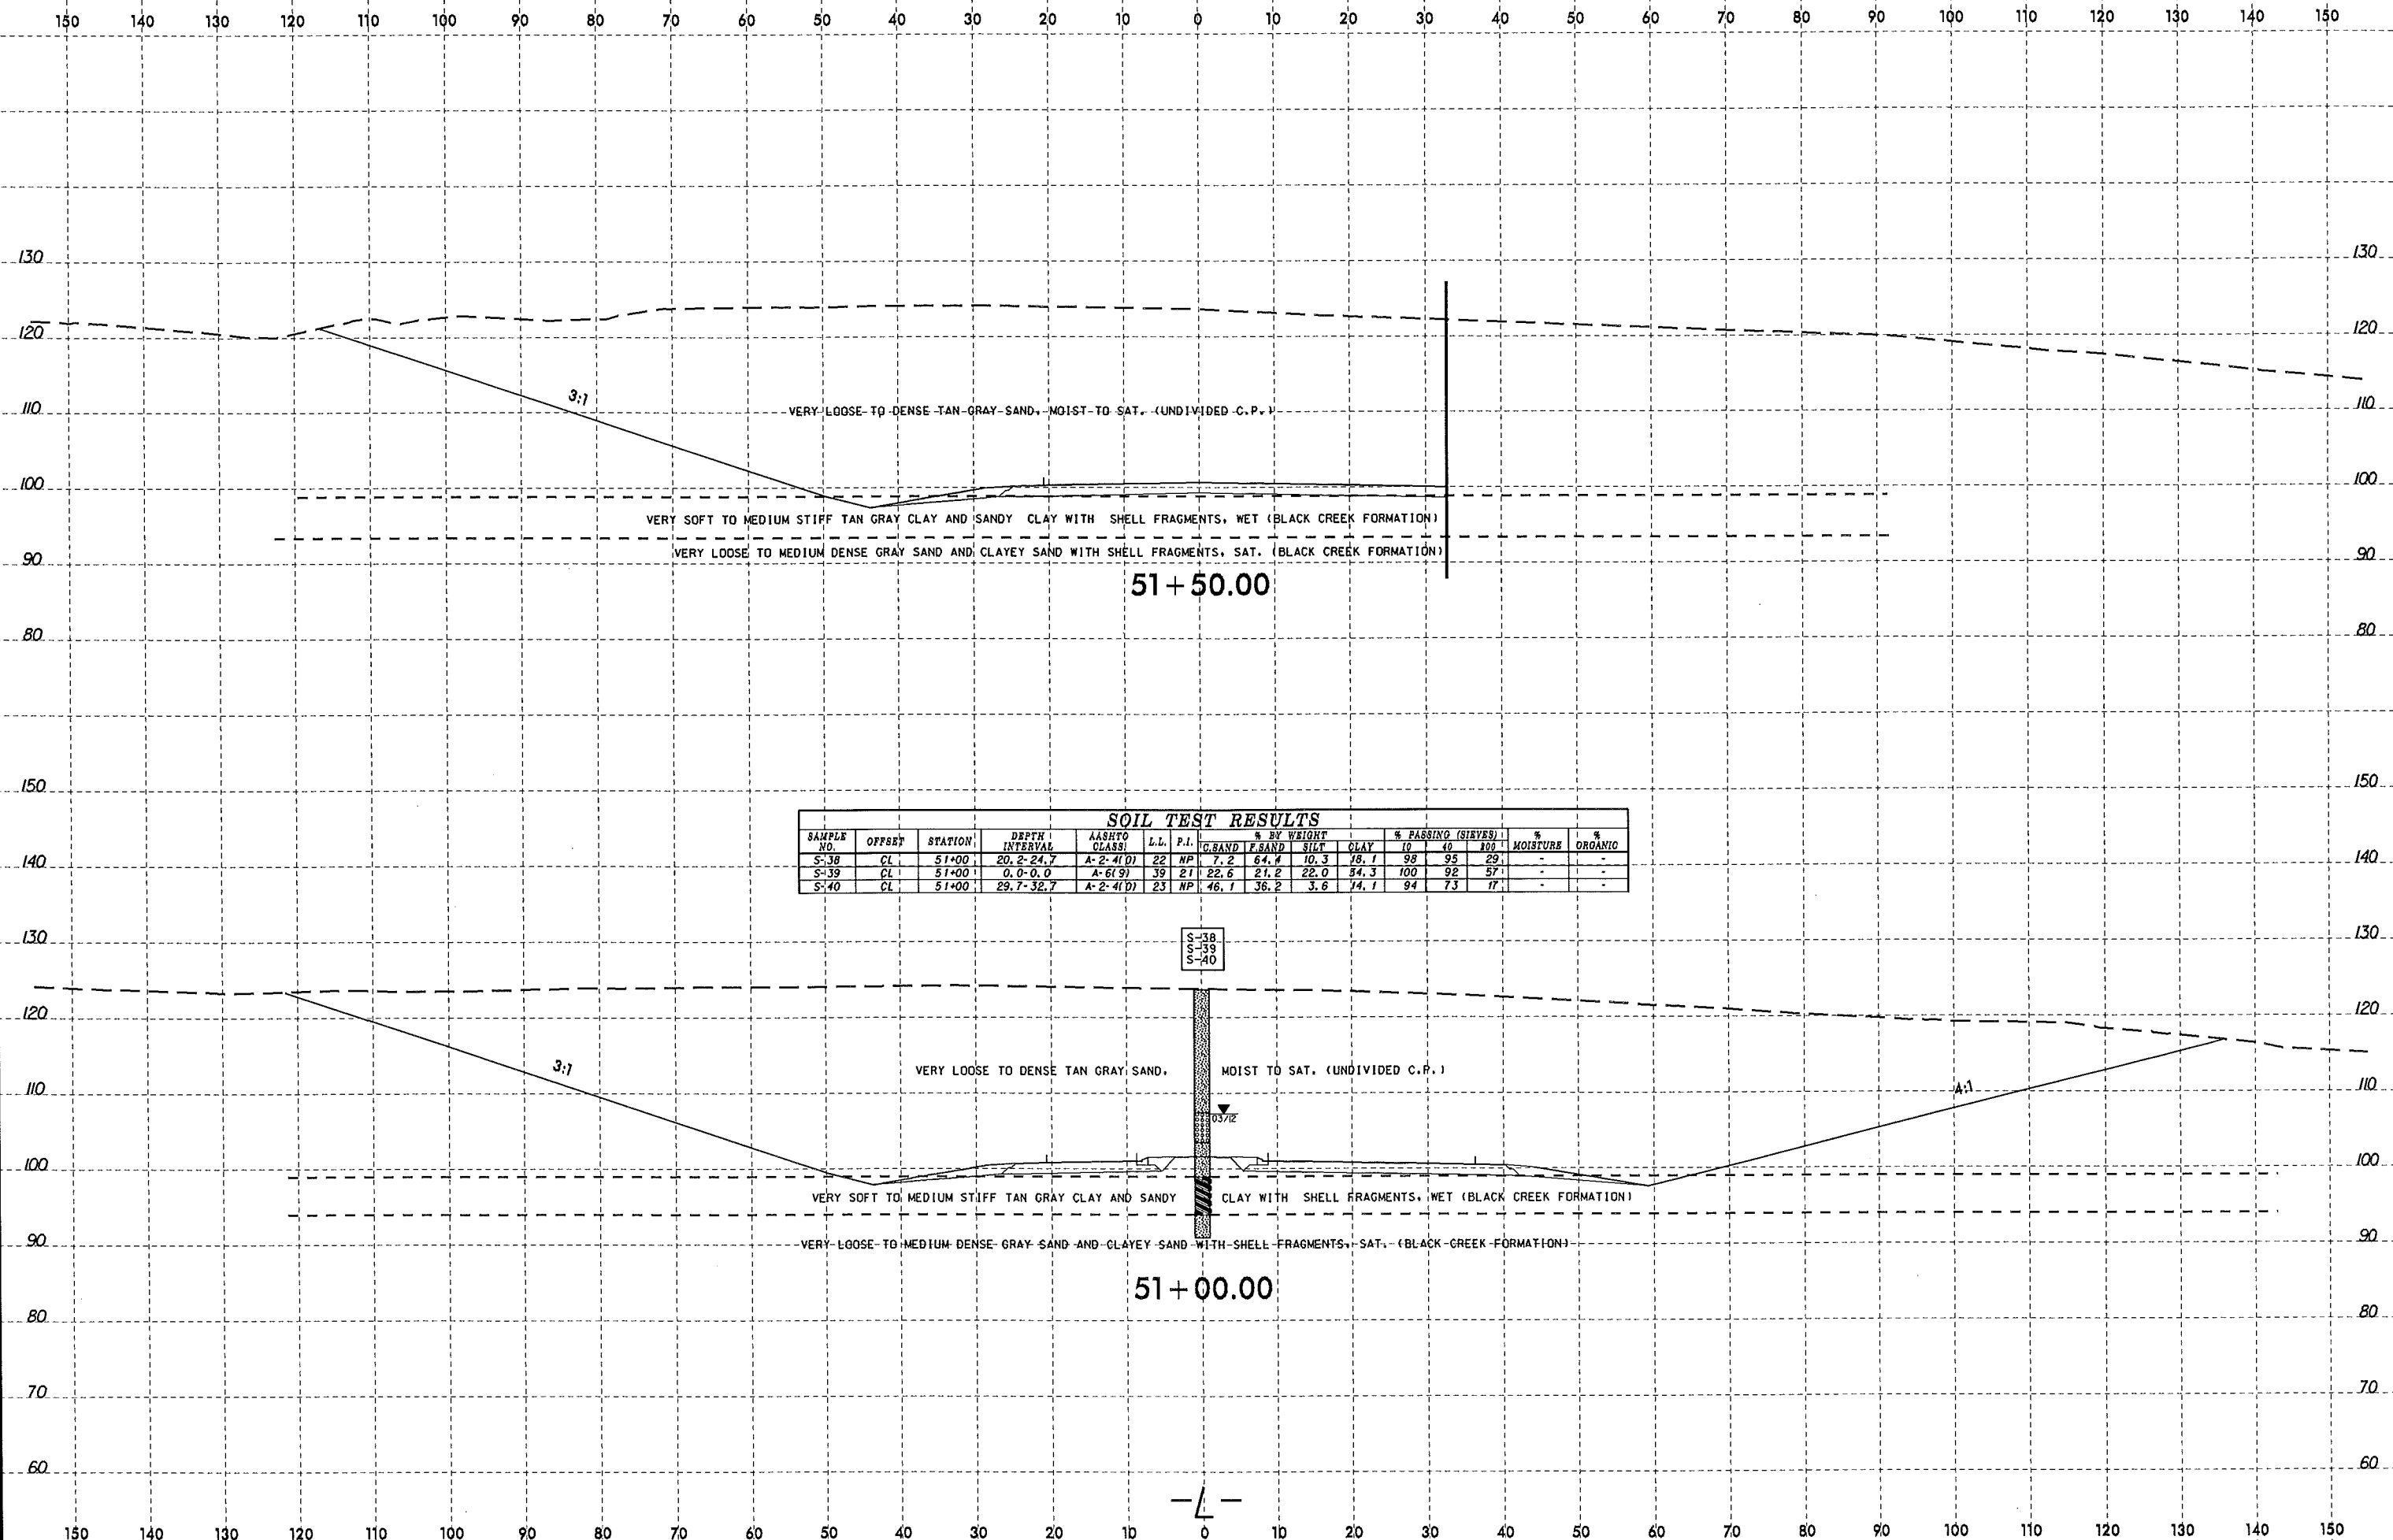 150 140 130 120 110 100 90 80 70 60 50 40 30 20 10 0 10 20 30 40 50 60 70 80 90 100 110 120 130 140 150
130 130
120 120
3:1
110 VERY LOOSE TO DENSE TAN GRAY SAND, MOIST TO SAT. (UNDIVIDED C.P.) 110
100 100
VERY SOFT TO MEDIUM STIFF TAN GRAY CLAY AND SANDY CLAY WITH SHELL FRAGMENTS, WET (BLACK CREEK FORMATION)
VERY LOOSE TO MEDIUM DENSE GRAY SAND AND CLAYEY SAND WITH SHELL FRAGMENTS, SAT. (BLACK CREEK FORMATION)
90 90
51+50.00
80 80
150 150
SOIL TEST RESULTS
SAMPLE NO. OFFSET STATION DEPTH INTERVAL AASHTO CLASS L.L. P.I. % BY WEIGHT C.SAND F.SAND SILT CLAY % PASSING (SIEVES) 10 40 200 % MOISTURE % ORGANIC
S-38 CL 51+00 20.2-24.7 A-2-4(0) 22 NP 7.2 64.4 10.3 18.1 98 95 29 - -
S-39 CL 51+00 0.0-0.0 A-6(9) 39 21 22.6 21.2 22.0 34.3 100 92 57 - -
S-40 CL 51+00 29.7-32.7 A-2-4(0) 23 NP 46.1 36.2 3.6 14.1 94 73 17 - -
140 140
130 130
S-38
S-39
S-40
120 120
3:1
VERY LOOSE TO DENSE TAN GRAY SAND, MOIST TO SAT. (UNDIVIDED C.P.)
4:1
110 110
03/12
100 100
VERY SOFT TO MEDIUM STIFF TAN GRAY CLAY AND SANDY CLAY WITH SHELL FRAGMENTS, WET (BLACK CREEK FORMATION)
90 VERY LOOSE TO MEDIUM DENSE GRAY SAND AND CLAYEY SAND WITH SHELL FRAGMENTS, SAT. (BLACK CREEK FORMATION) 90
51+00.00
80 80
70 70
60 60
-L-
150 140 130 120 110 100 90 80 70 60 50 40 30 20 10 0 10 20 30 40 50 60 70 80 90 100 110 120 130 140 150